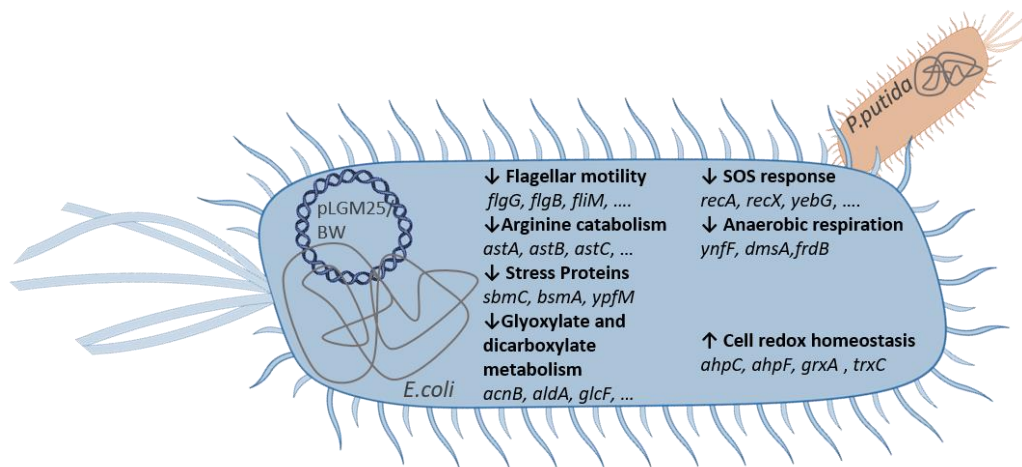 P.putida
pLGM25/
BW
E.coli
↓ Flagellar motility
flgG, flgB, fliM, ....
↓Arginine catabolism
astA, astB, astC, ...
↓ Stress Proteins
sbmC, bsmA, ypfM
↓Glyoxylate and
dicarboxylate
metabolism
acnB, aldA, glcF, ...
↓ SOS response
recA, recX, yebG, ....
↓ Anaerobic respiration
ynfF, dmsA,frdB
↑ Cell redox homeostasis
ahpC, ahpF, grxA , trxC